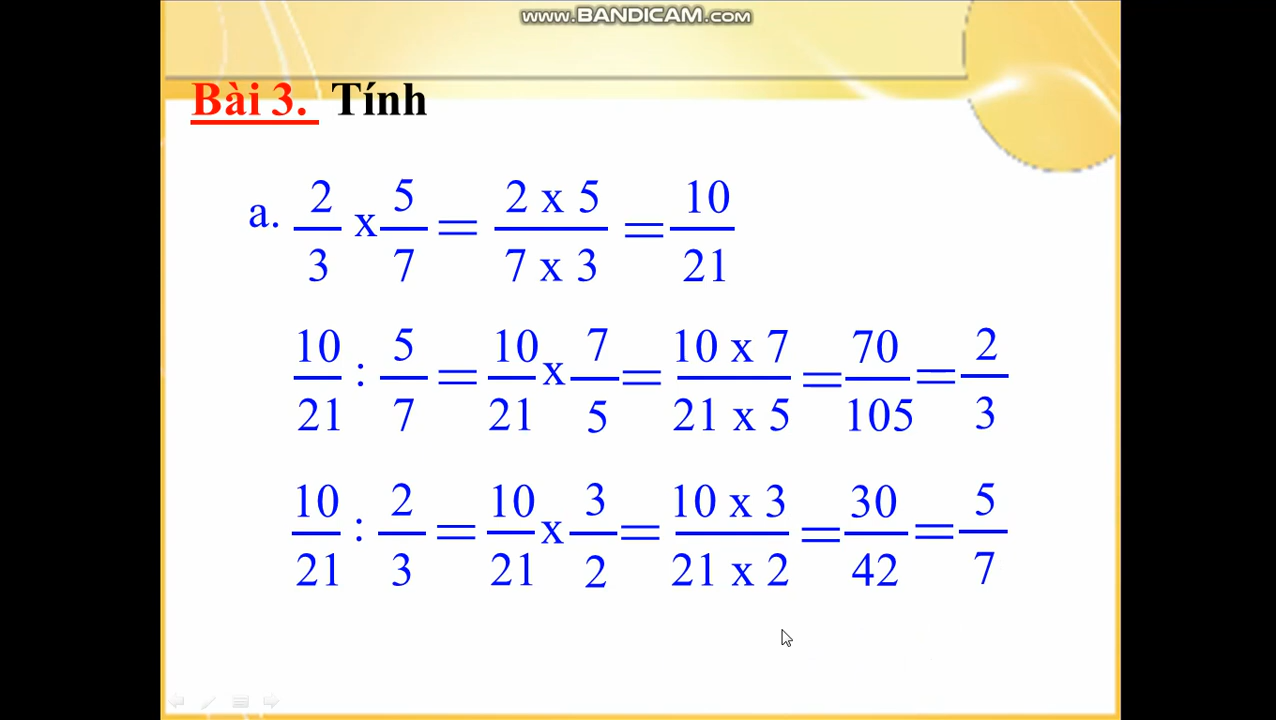 www.BANDICAM.com
Bài 3. Tính
a. 2/3 x 5/7 = 2 x 5 / 7 x 3 = 10/21
10/21 : 5/7 = 10/21 x 7/5 = 10 x 7 / 21 x 5 = 70/105 = 2/3
10/21 : 2/3 = 10/21 x 3/2 = 10 x 3 / 21 x 2 = 30/42 = 5/7